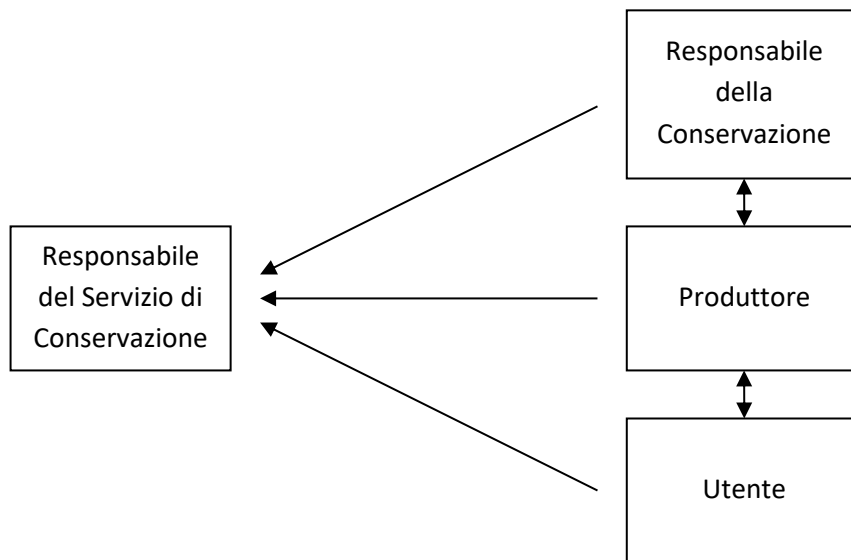 Responsabile
della
Conservazione
Responsabile
del Servizio di
Conservazione
Produttore
Utente